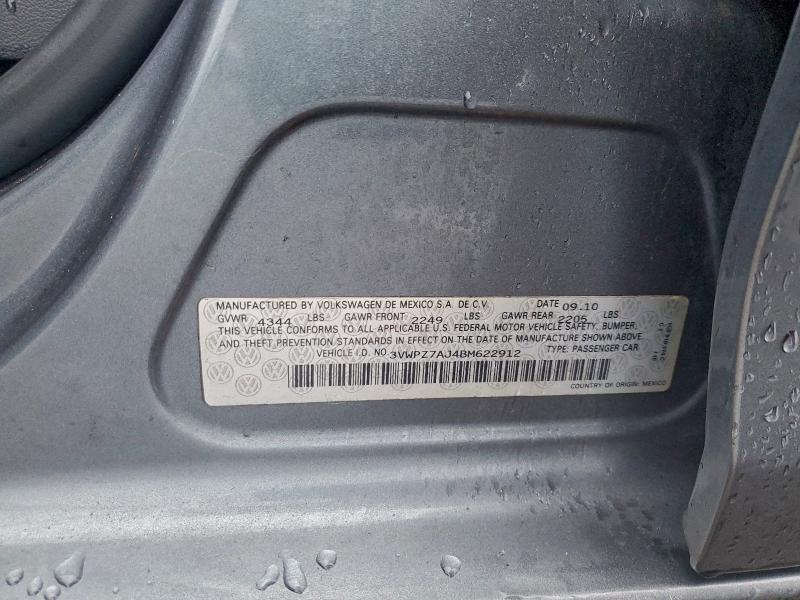 MANUFACTURED BY VOLKSWAGEN DE MEXICO S.A. DE C.V. DATE 09.10
GVWR 4344 LBS GAWR FRONT 2249 LBS GAWR REAR 2205 LBS
THIS VEHICLE CONFORMS TO ALL APPLICABLE U.S. FEDERAL MOTOR VEHICLE SAFETY, BUMPER,
AND THEFT PREVENTION STANDARDS IN EFFECT ON THE DATE OF MANUFACTURE SHOWN ABOVE.
VEHICLE I.D. NO. 3VWPZ7AJ4BM622912 TYPE: PASSENGER CAR
COUNTRY OF ORIGIN: MEXICO